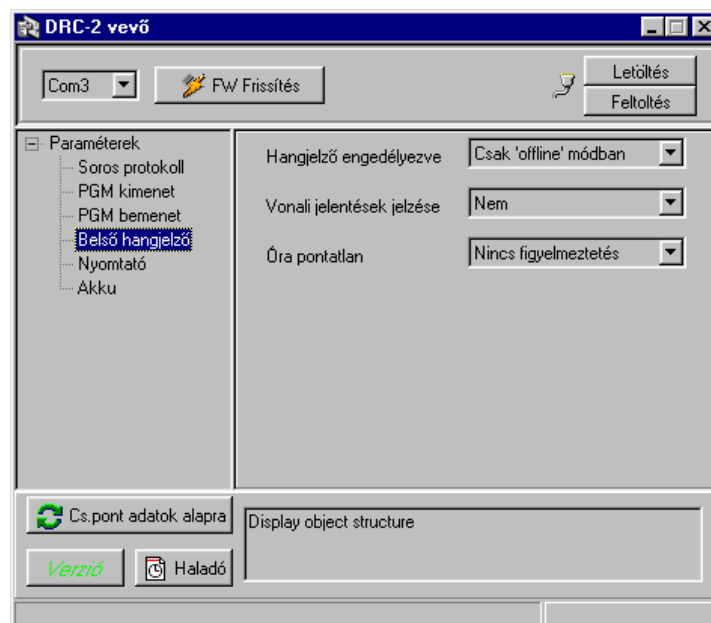 DRC-2 vevő
Com3
FW Frissítés
Letöltés
Feltoltés
Paraméterek
Soros protokoll
PGM kimenet
PGM bemenet
Belső hangjelző
Nyomtató
Akku
Hangjelző engedélyezve
Csak 'offline' módban
Vonali jelentések jelzése
Nem
Óra pontatlan
Nincs figyelmeztetés
Cs.pont adatok alapra
Display object structure
Verzió
Haladó